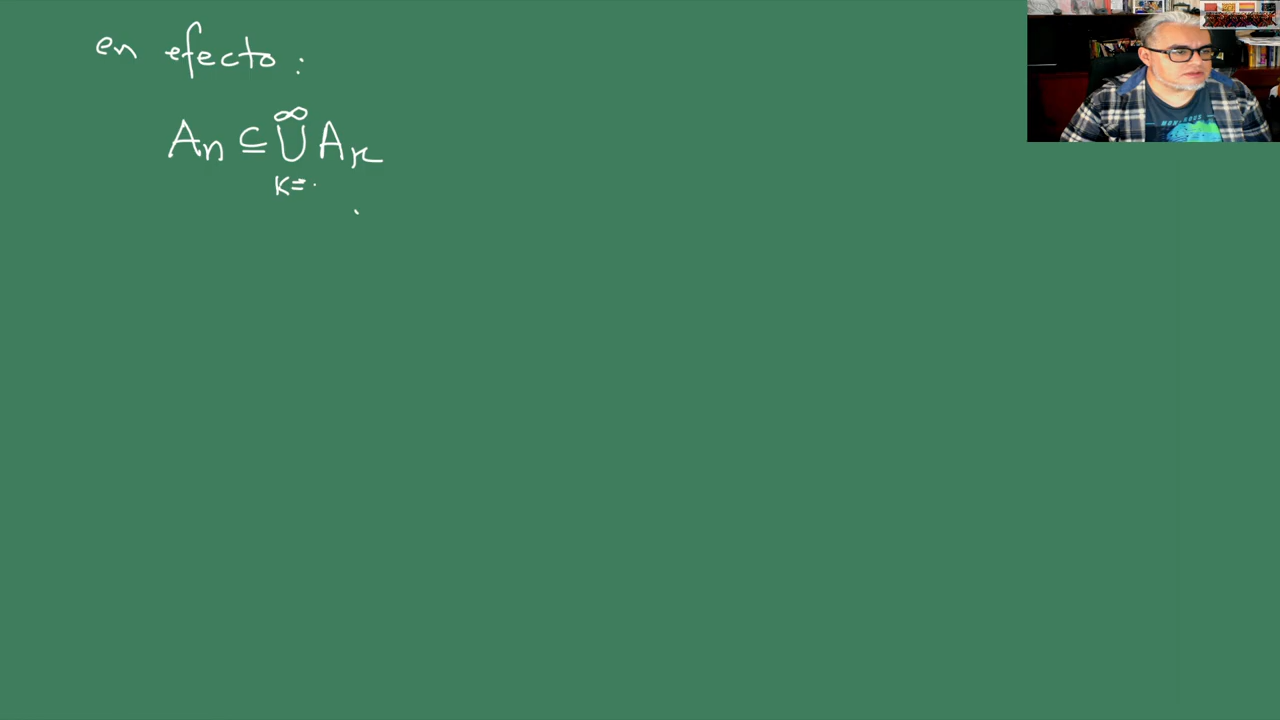 en efecto:
∞
An ⊆ ∪ Ak
k=